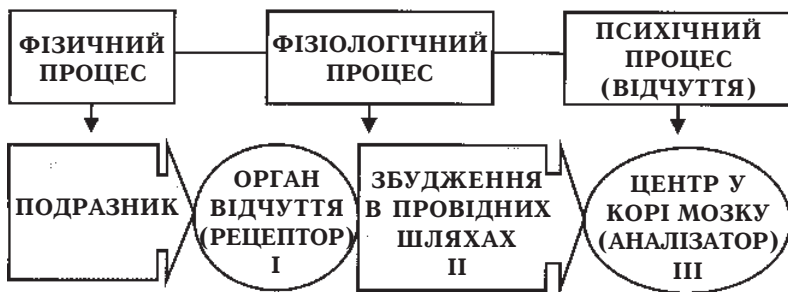 ФІЗИЧНИЙ
ПРОЦЕС
ФІЗІОЛОГІЧНИЙ
ПРОЦЕС
ПСИХІЧНИЙ
ПРОЦЕС
(ВІДЧУТТЯ)
ПОДРАЗНИК
ОРГАН
ВІДЧУТТЯ
(РЕЦЕПТОР)
I
ЗБУДЖЕННЯ
В ПРОВІДНИХ
ШЛЯХАХ
II
ЦЕНТР У
КОРІ МОЗКУ
(АНАЛІЗАТОР)
III